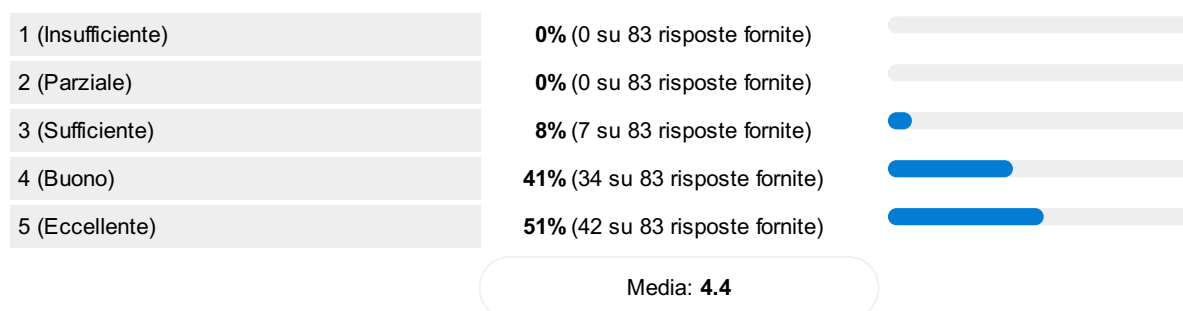 1 (Insufficiente) 0% (0 su 83 risposte fornite)
2 (Parziale) 0% (0 su 83 risposte fornite)
3 (Sufficiente) 8% (7 su 83 risposte fornite)
4 (Buono) 41% (34 su 83 risposte fornite)
5 (Eccellente) 51% (42 su 83 risposte fornite)
Media: 4.4